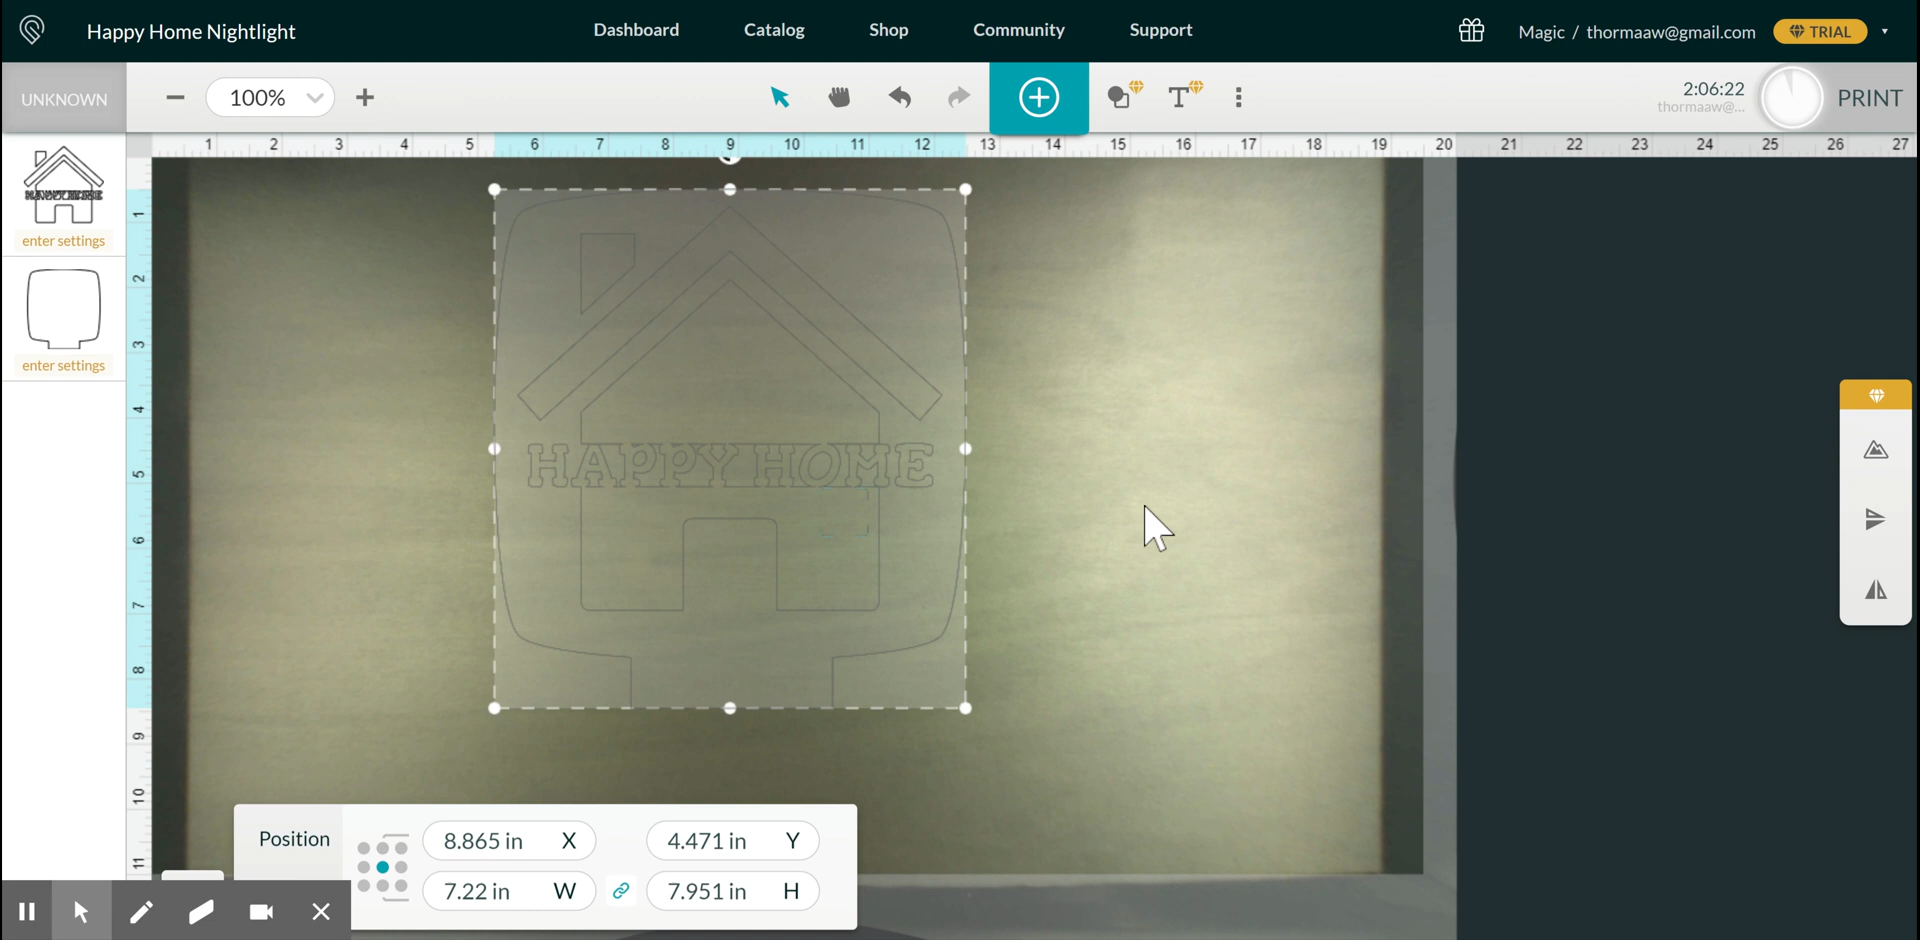 Happy Home Nightlight
Dashboard
Catalog
Shop
Community
Support
Magic / thormaaw@gmail.com
TRIAL
UNKNOWN
100%
T
2:06:22
thormaaw@...
PRINT
1 2 3 4 5 6 7 8 9 10 11 12 13 14 15 16 17 18 19 20 21 22 23 24 25 26 27
HAPPY HOME
enter settings
enter settings
1
2
3
4
5
6
7
8
9
10
11
HAPPY HOME
Position
8.865 in X
4.471 in Y
7.22 in W
7.951 in H